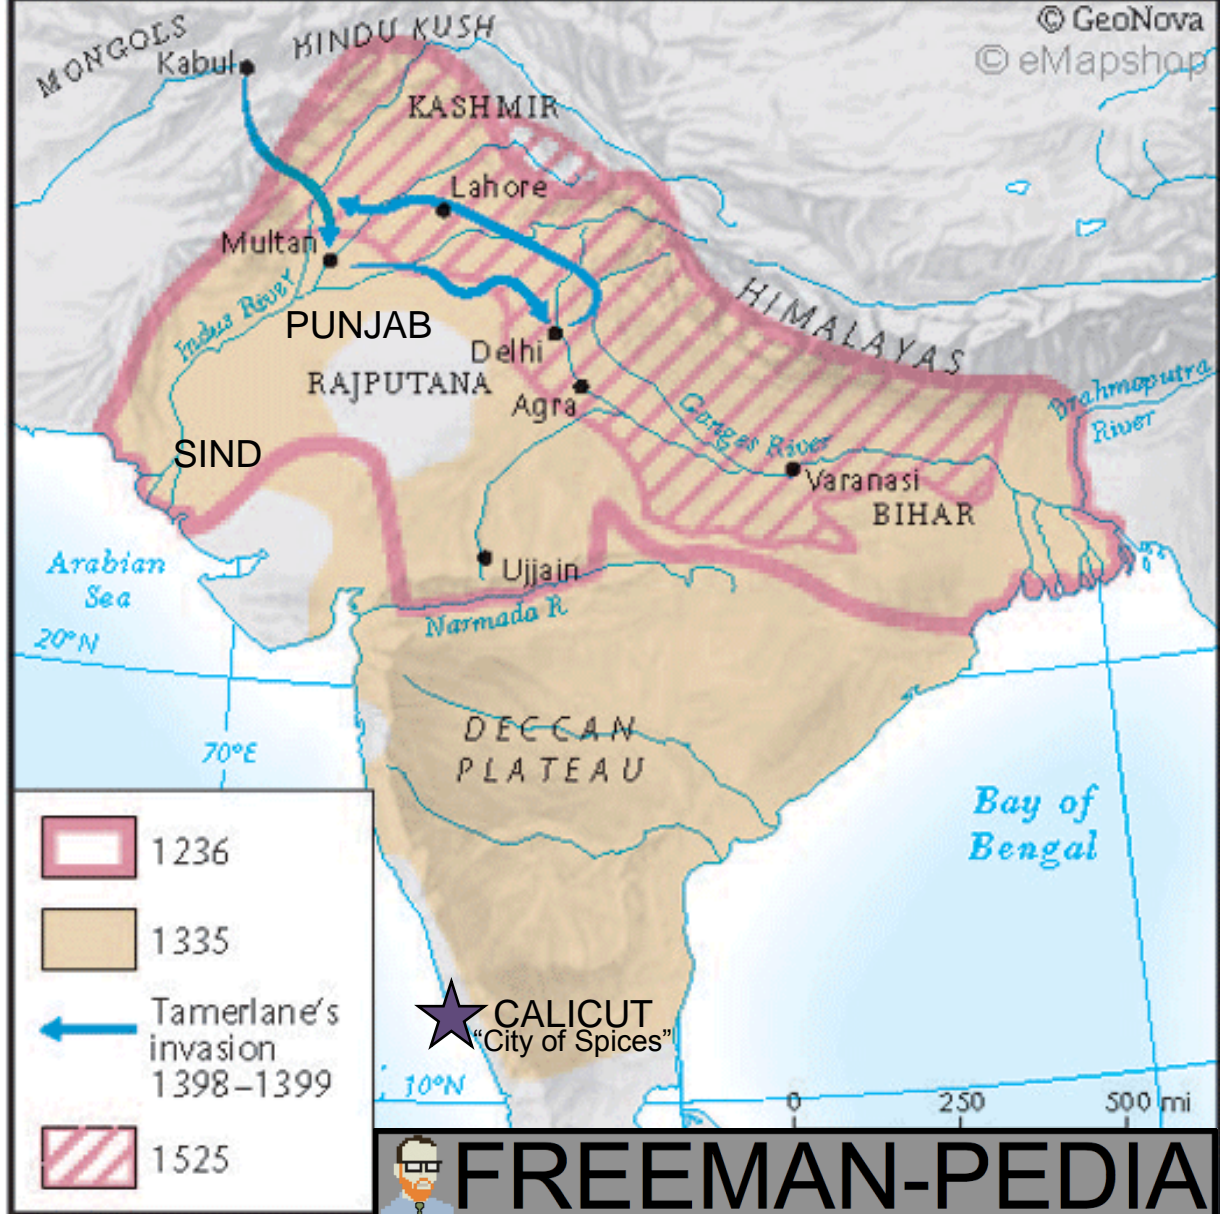 © GeoNova
© eMapshop
MONGOLS
HINDU KUSH
Kabul
KASHMIR
Lahore
Multan
Indus River
PUNJAB
Delhi
RAJPUTANA
Agra
HIMALAYAS
Brahmaputra
River
Ganges River
SIND
Varanasi
BIHAR
Arabian
Sea
Ujjain
Narmada R
20°N
DECCAN
PLATEAU
70°E
Bay of
Bengal
1236
1335
Tamerlane's
invasion
1398–1399
1525
CALICUT
"City of Spices"
10°N
0 250 500 mi
FREEMAN-PEDIA